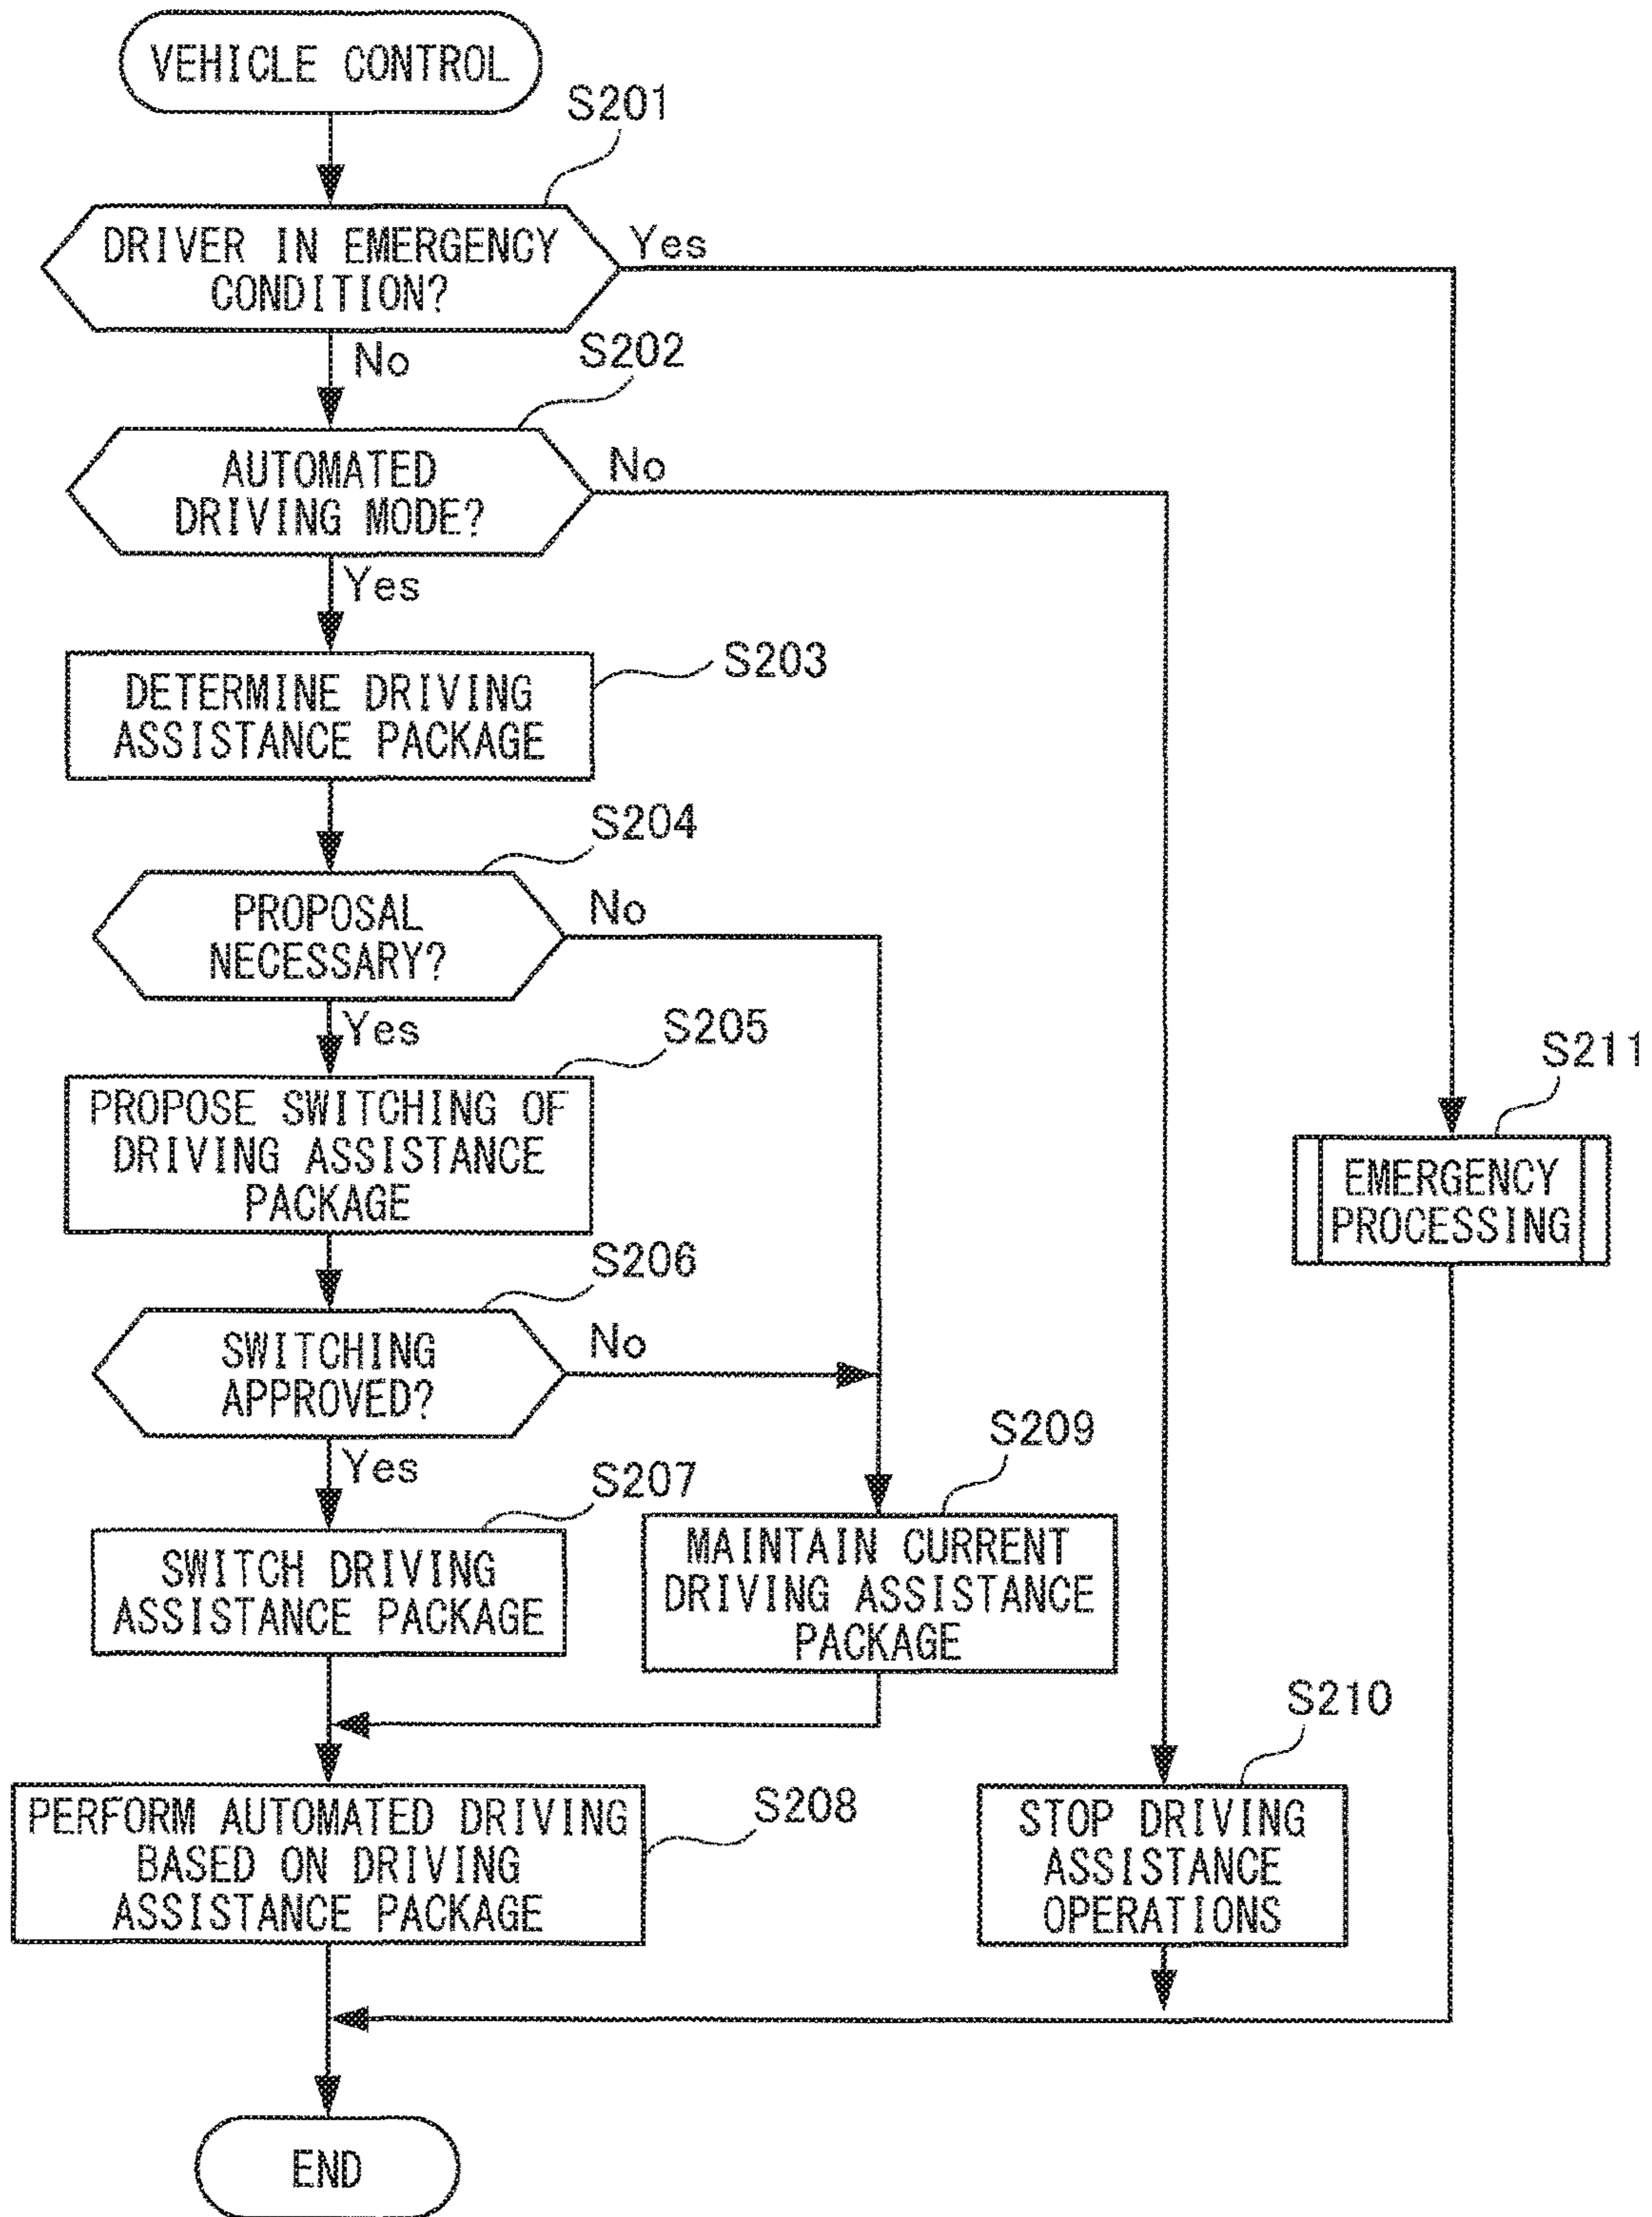 VEHICLE CONTROL
S201
DRIVER IN EMERGENCY
CONDITION?
Yes
No
S202
AUTOMATED
DRIVING MODE?
No
Yes
S203
DETERMINE DRIVING
ASSISTANCE PACKAGE
S204
PROPOSAL
NECESSARY?
No
Yes
S205
PROPOSE SWITCHING OF
DRIVING ASSISTANCE
PACKAGE
S211
EMERGENCY
PROCESSING
S206
SWITCHING
APPROVED?
No
Yes
S207
SWITCH DRIVING
ASSISTANCE PACKAGE
S209
MAINTAIN CURRENT
DRIVING ASSISTANCE
PACKAGE
S208
PERFORM AUTOMATED DRIVING
BASED ON DRIVING
ASSISTANCE PACKAGE
S210
STOP DRIVING
ASSISTANCE
OPERATIONS
END